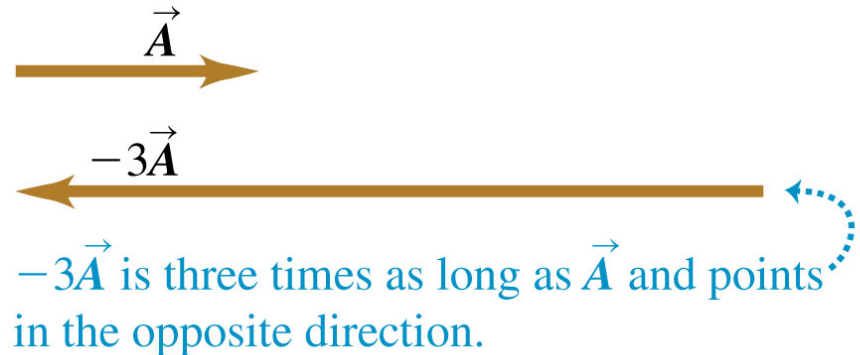 A⃗
−3A⃗
−3A⃗ is three times as long as A⃗ and points
in the opposite direction.